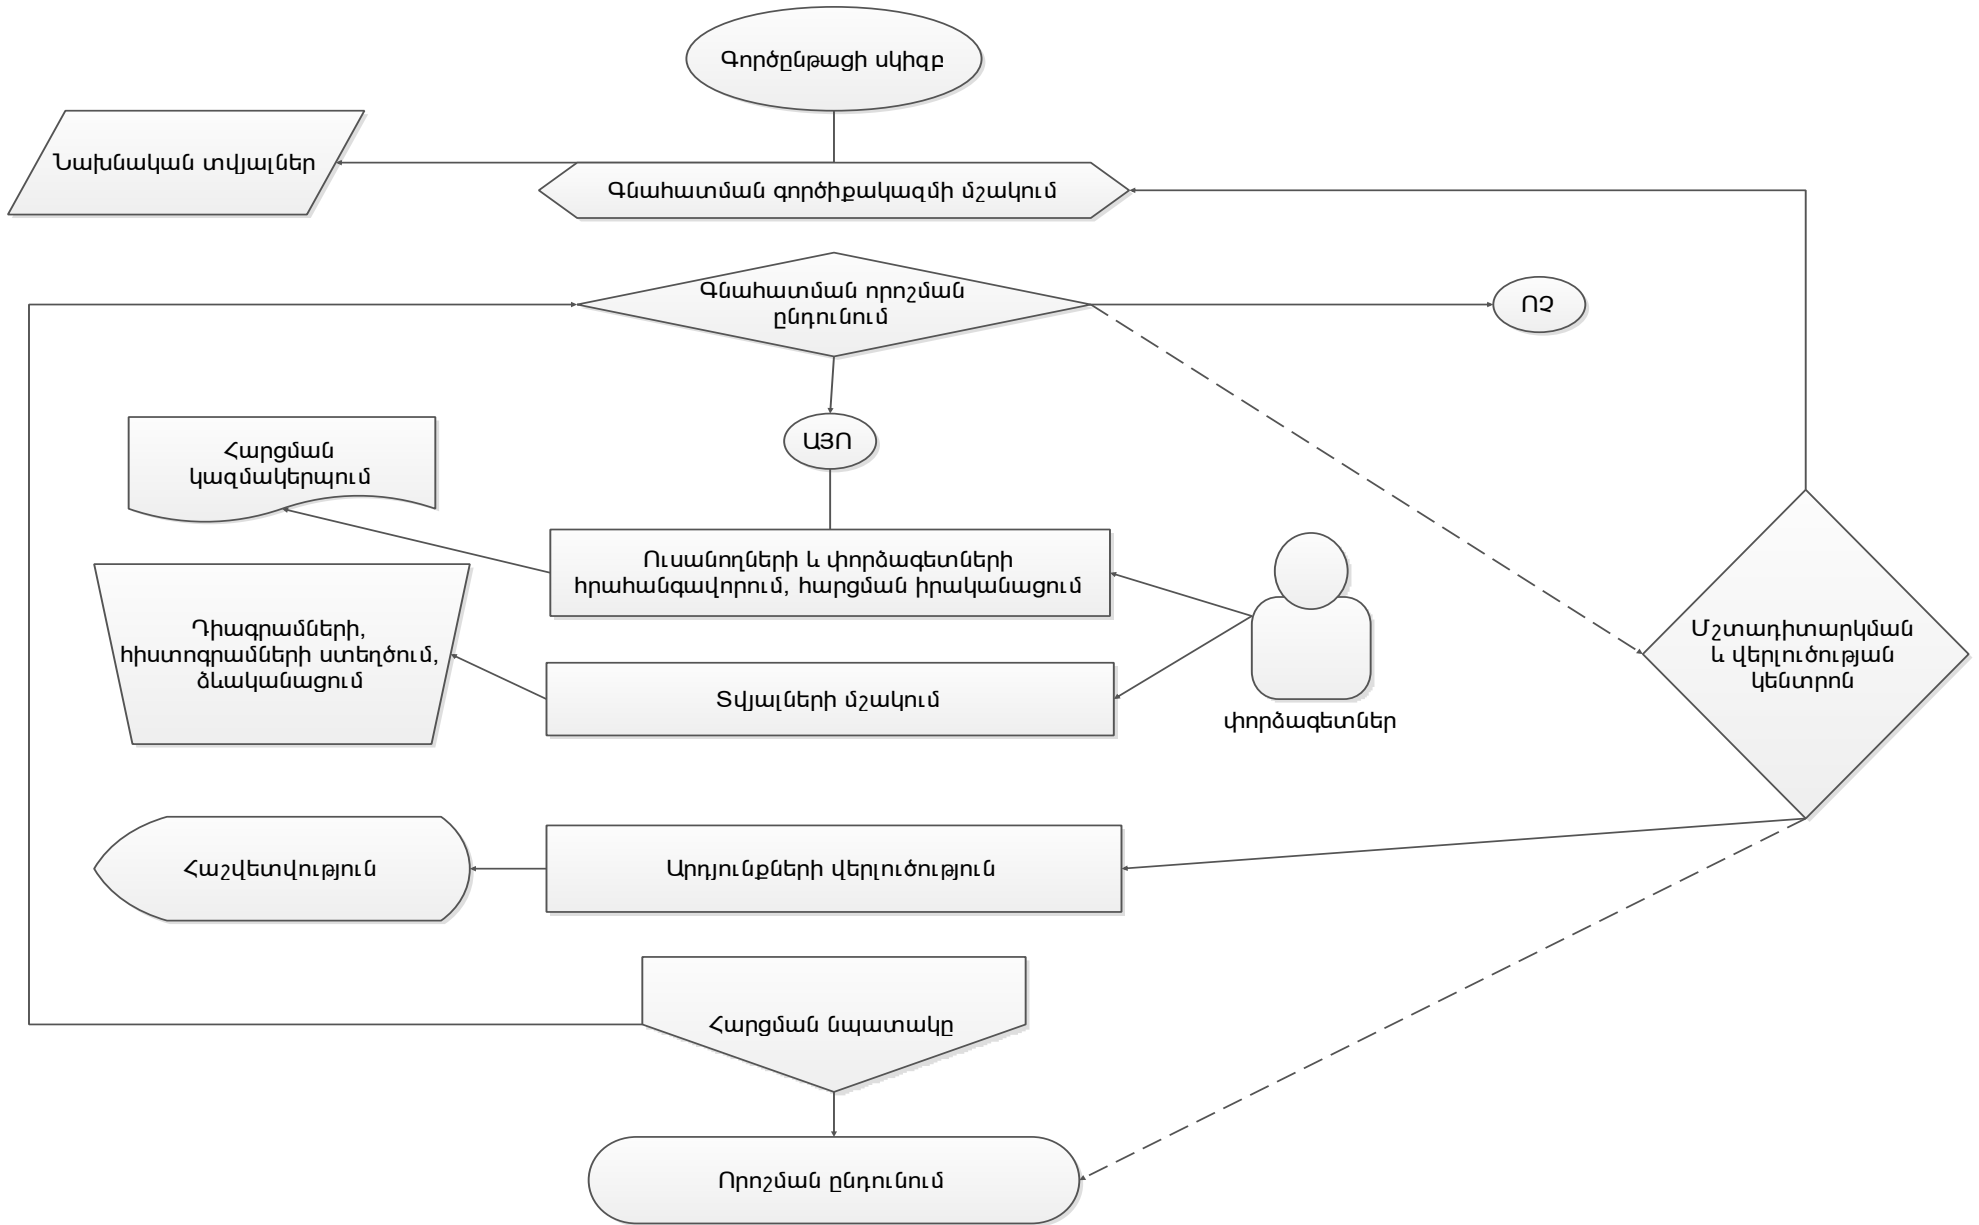 Գործընթացի սկիզբ
Նախնական տվյալներ
Գնահատման գործիքակազմի մշակում
Գնահատման որոշման
ընդունում
ՈՉ
ԱՅՈ
Հարցման
կազմակերպում
Ուսանողների և փորձագետների
հրահանգավորում, հարցման իրականացում
Դիագրամների,
հիստոգրամների ստեղծում,
ձևականացում
Տվյալների մշակում
փորձագետներ
Մշտադիտարկման
և վերլուծության
կենտրոն
Հաշվետվություն
Արդյունքների վերլուծություն
Հարցման նպատակը
Որոշման ընդունում